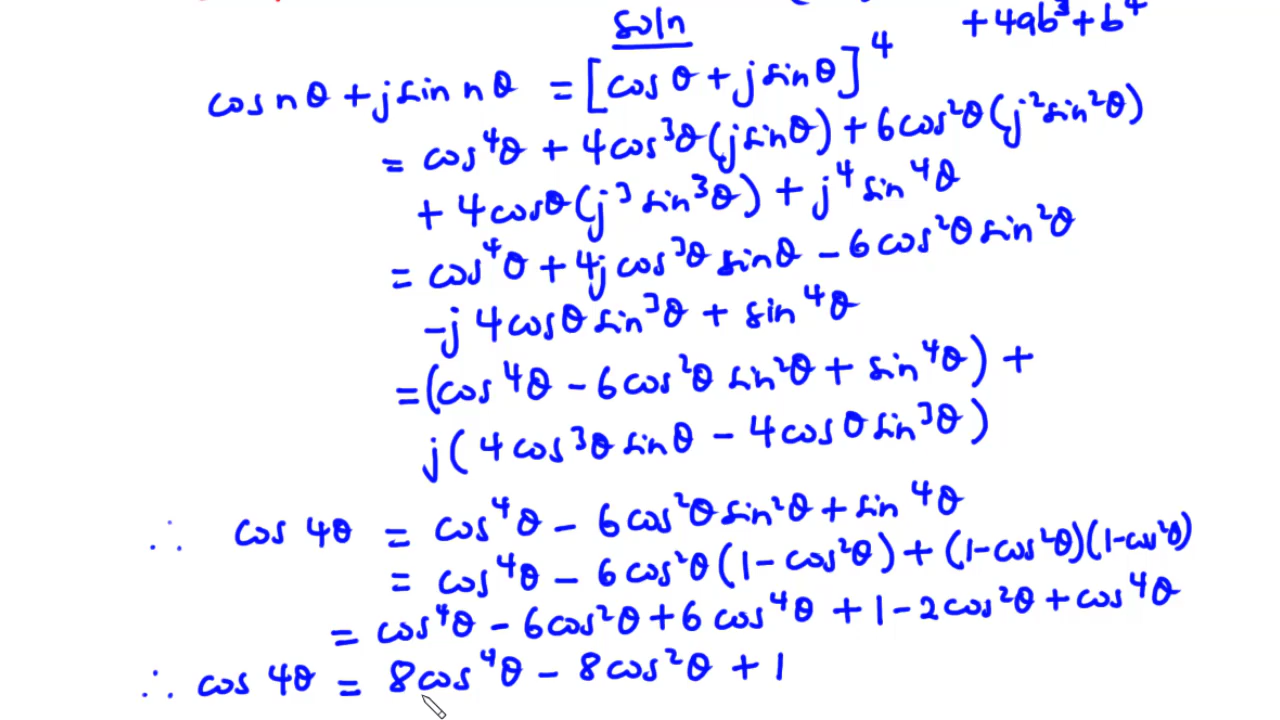 soln
+ 4ab³ + b⁴
cos nθ + j sin nθ = [cos θ + j sin θ]⁴
= cos⁴θ + 4cos³θ(j sinθ) + 6cos²θ(j² sin²θ)
+ 4cosθ(j³ sin³θ) + j⁴ sin⁴θ
= cos⁴θ + 4j cos³θ sinθ - 6cos²θ sin²θ
-j 4cosθ sin³θ + sin⁴θ
= (cos⁴θ - 6cos²θ sin²θ + sin⁴θ) +
j(4cos³θ sinθ - 4cosθ sin³θ)
∴ cos 4θ = cos⁴θ - 6cos²θ sin²θ + sin⁴θ
= cos⁴θ - 6cos²θ(1-cos²θ) + (1-cos²θ)(1-cos²θ)
= cos⁴θ - 6cos²θ + 6cos⁴θ + 1 - 2cos²θ + cos⁴θ
∴ cos 4θ = 8cos⁴θ - 8cos²θ + 1